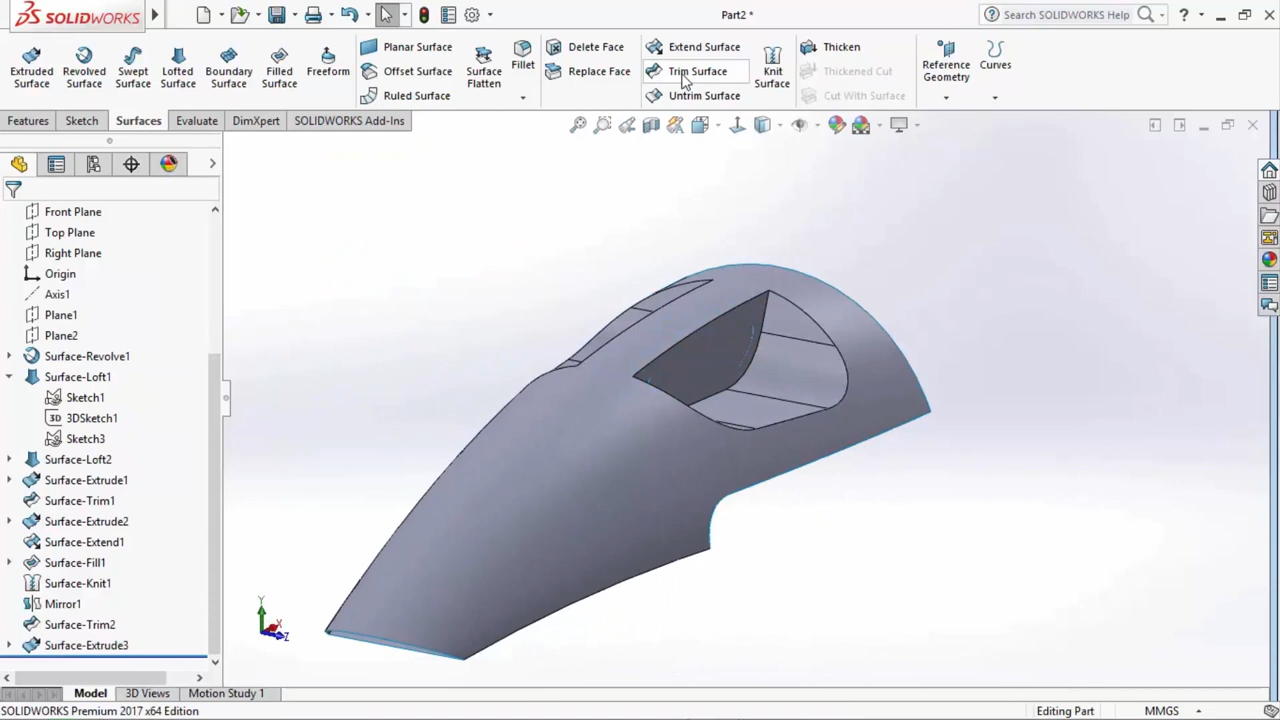 SOLIDWORKS
Part2 *
Search SOLIDWORKS Help
?
Extruded Surface
Revolved Surface
Swept Surface
Lofted Surface
Boundary Surface
Filled Surface
Freeform
Planar Surface
Offset Surface
Ruled Surface
Surface Flatten
Fillet
Delete Face
Replace Face
Extend Surface
Trim Surface
Untrim Surface
Knit Surface
Thicken
Thickened Cut
Cut With Surface
Reference Geometry
Curves
Features
Sketch
Surfaces
Evaluate
DimXpert
SOLIDWORKS Add-Ins
Front Plane
Top Plane
Right Plane
Origin
Axis1
Plane1
Plane2
Surface-Revolve1
Surface-Loft1
Sketch1
3D 3DSketch1
Sketch3
Surface-Loft2
Surface-Extrude1
Surface-Trim1
Surface-Extrude2
Surface-Extend1
Surface-Fill1
Surface-Knit1
Mirror1
Surface-Trim2
Surface-Extrude3
Y
X
Z
Model
3D Views
Motion Study 1
SOLIDWORKS Premium 2017 x64 Edition
Editing Part
MMGS